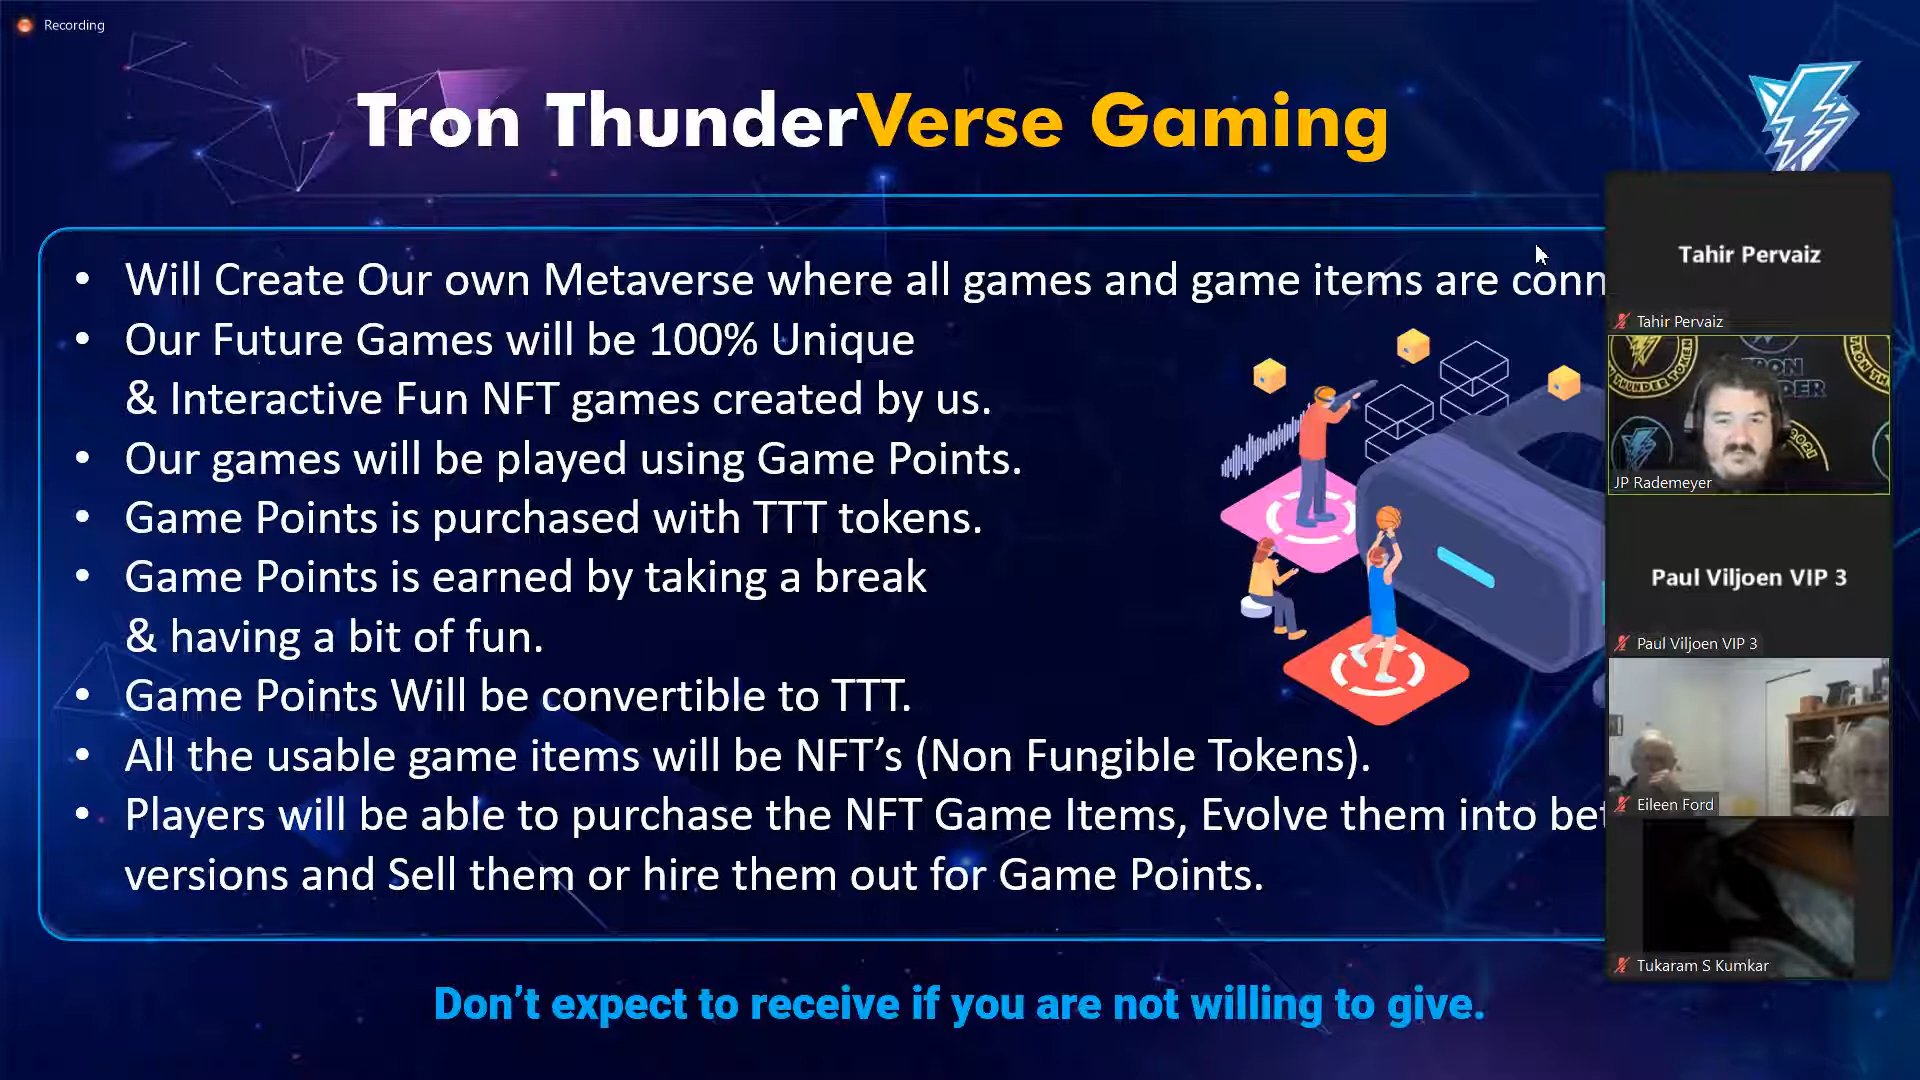 Recording
Tron ThunderVerse Gaming
• Will Create Our own Metaverse where all games and game items are conn
• Our Future Games will be 100% Unique
& Interactive Fun NFT games created by us.
• Our games will be played using Game Points.
• Game Points is purchased with TTT tokens.
• Game Points is earned by taking a break
& having a bit of fun.
• Game Points Will be convertible to TTT.
• All the usable game items will be NFT’s (Non Fungible Tokens).
• Players will be able to purchase the NFT Game Items, Evolve them into bet
versions and Sell them or hire them out for Game Points.
Don’t expect to receive if you are not willing to give.
Tahir Pervaiz
Tahir Pervaiz
JP Rademeyer
Paul Viljoen VIP 3
Paul Viljoen VIP 3
Eileen Ford
Tukaram S Kumkar